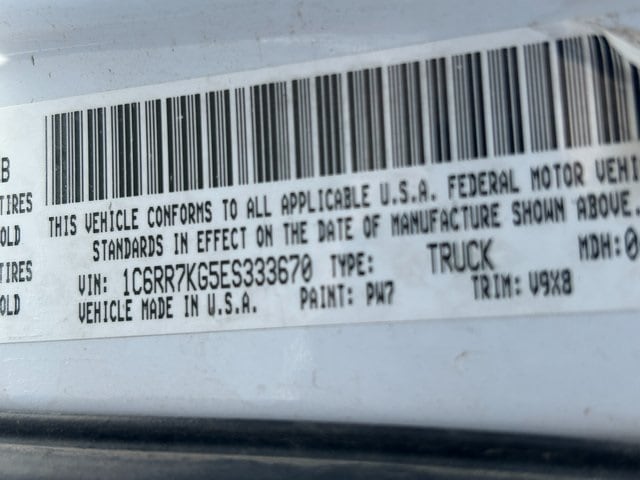 B
TIRES
OLD
TIRES
OLD
THIS VEHICLE CONFORMS TO ALL APPLICABLE U.S.A. FEDERAL MOTOR VEHI
STANDARDS IN EFFECT ON THE DATE OF MANUFACTURE SHOWN ABOVE.
VIN: 1C6RR7KG5ES333670 TYPE: TRUCK MDH: 0
VEHICLE MADE IN U.S.A. PAINT: PW7 TRIM: V9X8